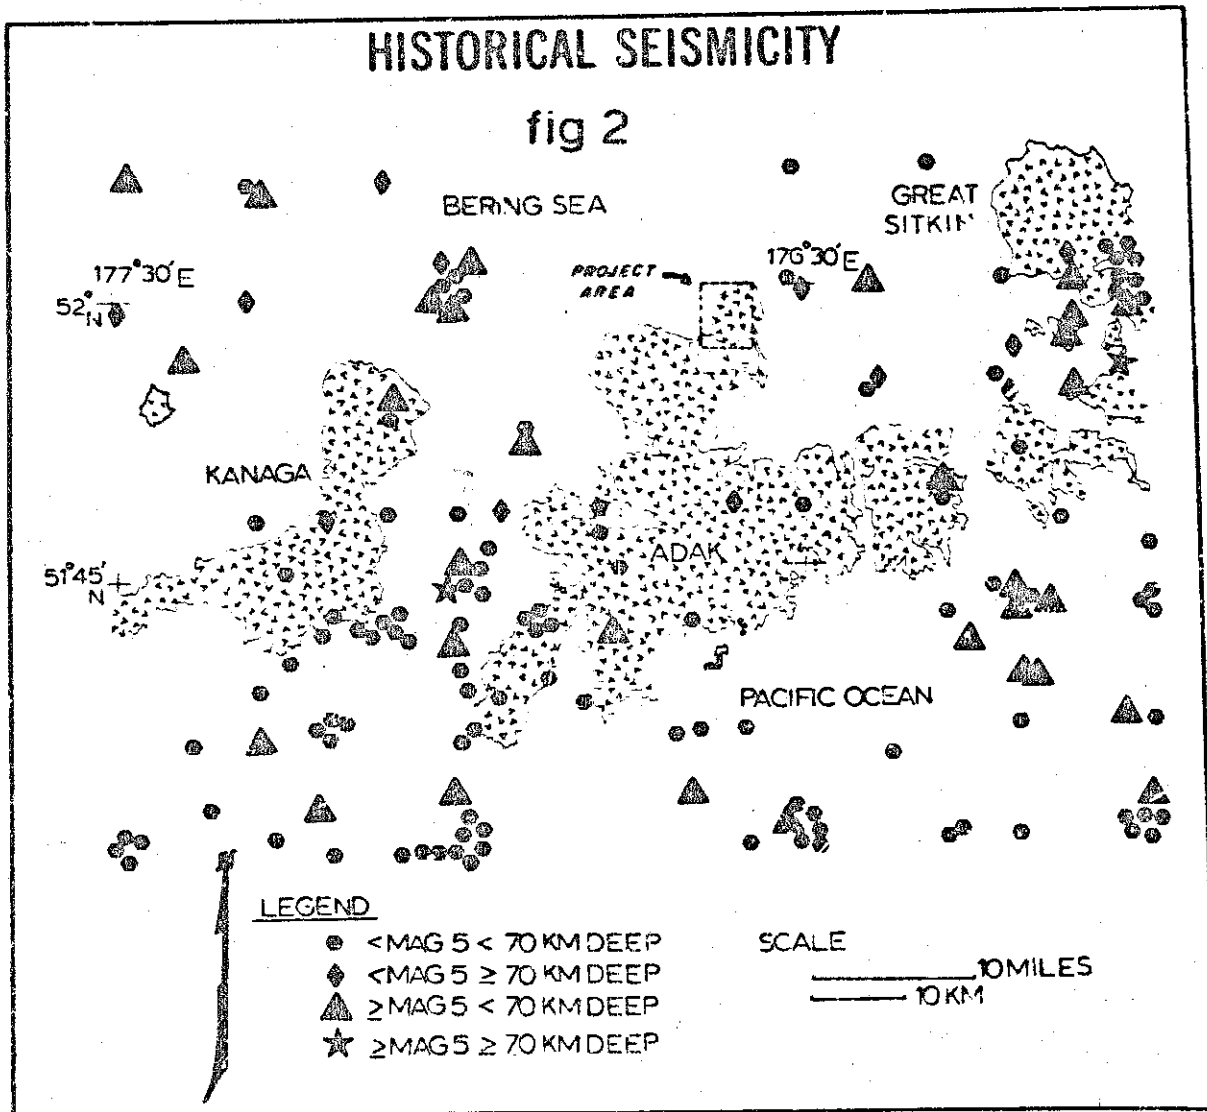 HISTORICAL SEISMICITY
fig 2
BERING SEA
GREAT
SITKIN
177°30'E
176°30'E
PROJECT
AREA
52°
N
KANAGA
ADAK
51°45'
N
PACIFIC OCEAN
LEGEND
<MAG 5 < 70 KM DEEP
<MAG 5 ≥ 70 KM DEEP
≥MAG 5 < 70 KM DEEP
≥MAG 5 ≥ 70 KM DEEP
SCALE
10 MILES
10 KM